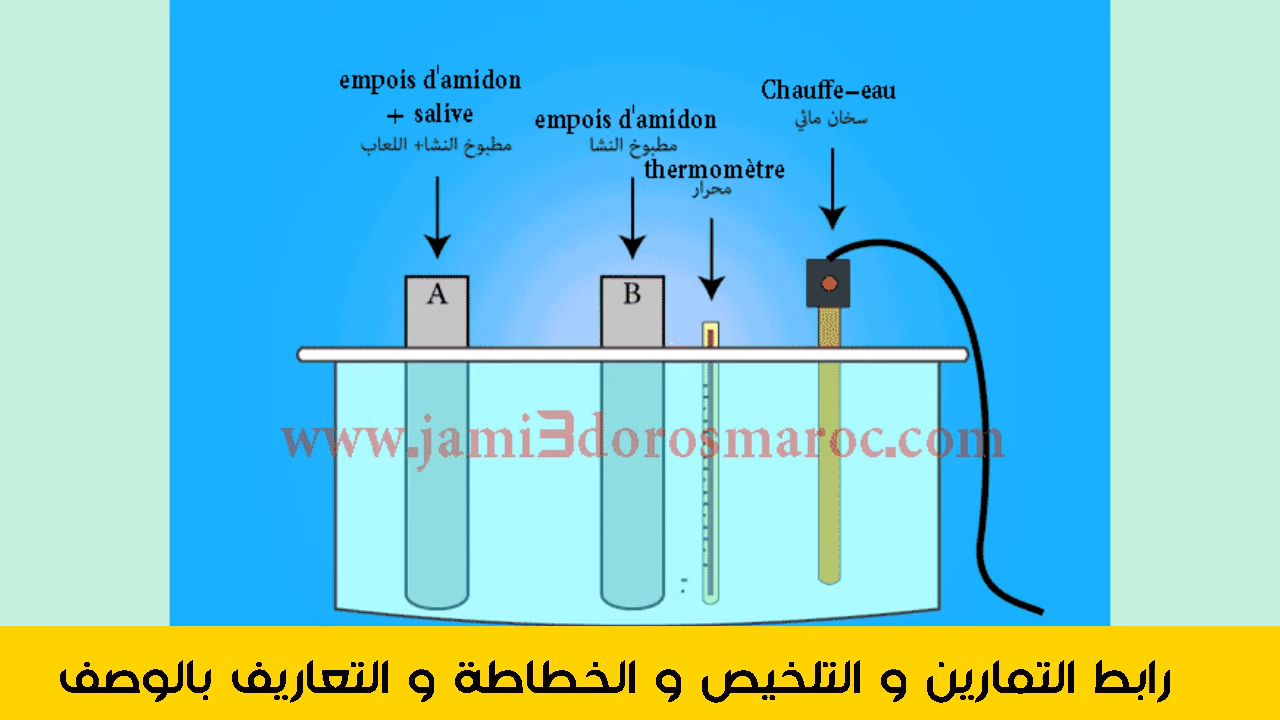 empois d'amidon
+ salive
مطبوخ النشا+ اللعاب
empois d'amidon
مطبوخ النشا
thermomètre
محرار
Chauffe-eau
سخان مائي
A
B
www.jami3dorosmaroc.com
رابط التمارين و التلخيص و الخطاطة و التعاريف بالوصف